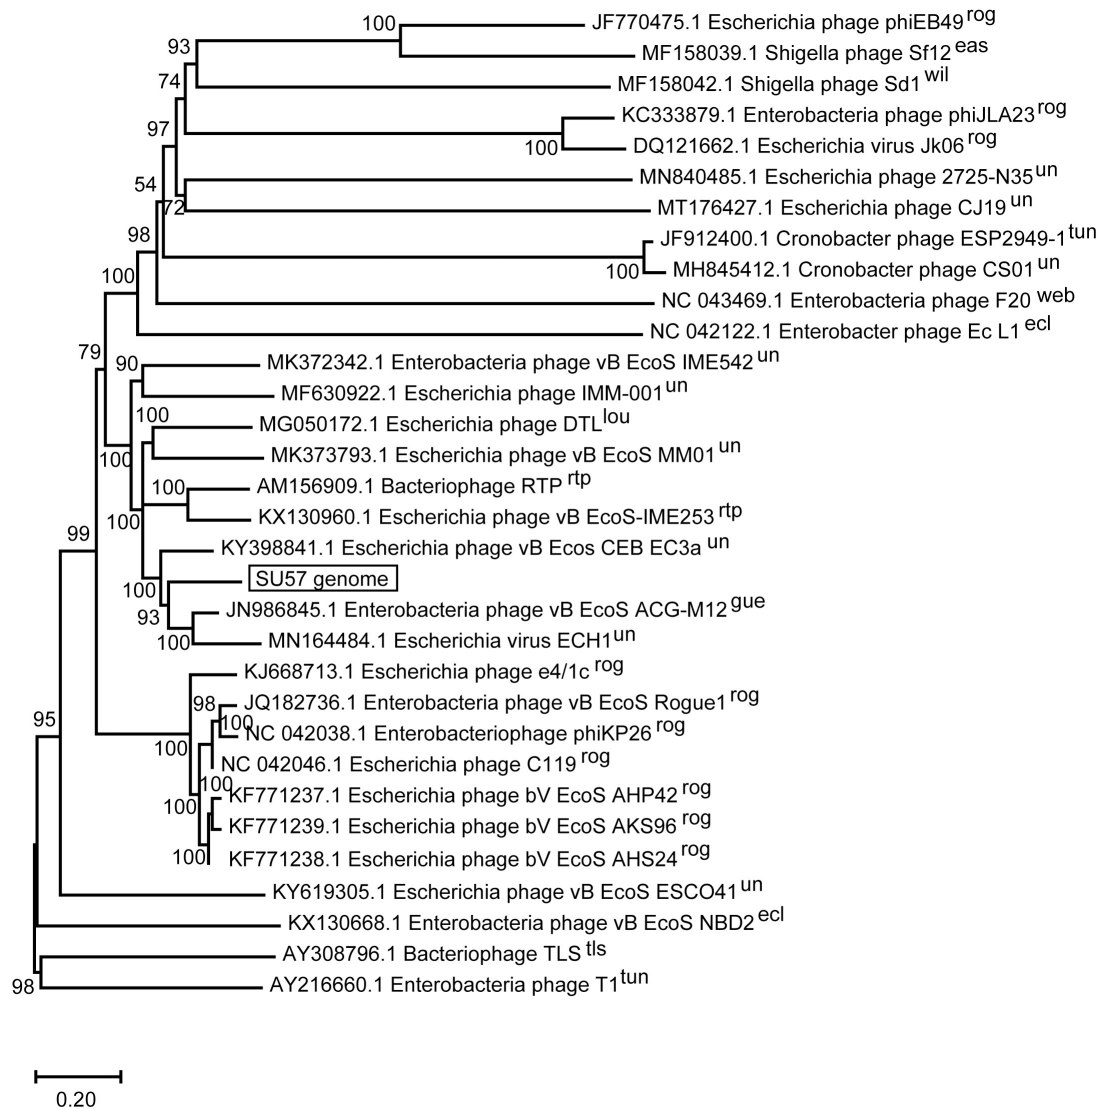 100 JF770475.1 Escherichia phage phiEB49 rog
93 MF158039.1 Shigella phage Sf12 eas
74 MF158042.1 Shigella phage Sd1 wil
97 KC333879.1 Enterobacteria phage phiJLA23 rog
100 DQ121662.1 Escherichia virus Jk06 rog
54 MN840485.1 Escherichia phage 2725-N35 un
72 MT176427.1 Escherichia phage CJ19 un
98 JF912400.1 Cronobacter phage ESP2949-1 tun
100 100 MH845412.1 Cronobacter phage CS01 un
NC 043469.1 Enterobacteria phage F20 web
NC 042122.1 Enterobacter phage Ec L1 ecl
79 90 MK372342.1 Enterobacteria phage vB EcoS IME542 un
MF630922.1 Escherichia phage IMM-001 un
100 MG050172.1 Escherichia phage DTL lou
100 MK373793.1 Escherichia phage vB EcoS MM01 un
100 AM156909.1 Bacteriophage RTP rtp
100 KX130960.1 Escherichia phage vB EcoS-IME253 rtp
99 KY398841.1 Escherichia phage vB Ecos CEB EC3a un
100 SU57 genome
93 JN986845.1 Enterobacteria phage vB EcoS ACG-M12 gue
100 MN164484.1 Escherichia virus ECH1 un
KJ668713.1 Escherichia phage e4/1c rog
98 JQ182736.1 Enterobacteria phage vB EcoS Rogue1 rog
95 100 NC 042038.1 Enterobacteriophage phiKP26 rog
100 NC 042046.1 Escherichia phage C119 rog
100 KF771237.1 Escherichia phage bV EcoS AHP42 rog
100 KF771239.1 Escherichia phage bV EcoS AKS96 rog
100 KF771238.1 Escherichia phage bV EcoS AHS24 rog
KY619305.1 Escherichia phage vB EcoS ESCO41 un
KX130668.1 Enterobacteria phage vB EcoS NBD2 ecl
AY308796.1 Bacteriophage TLS tls
98 AY216660.1 Enterobacteria phage T1 tun
0.20